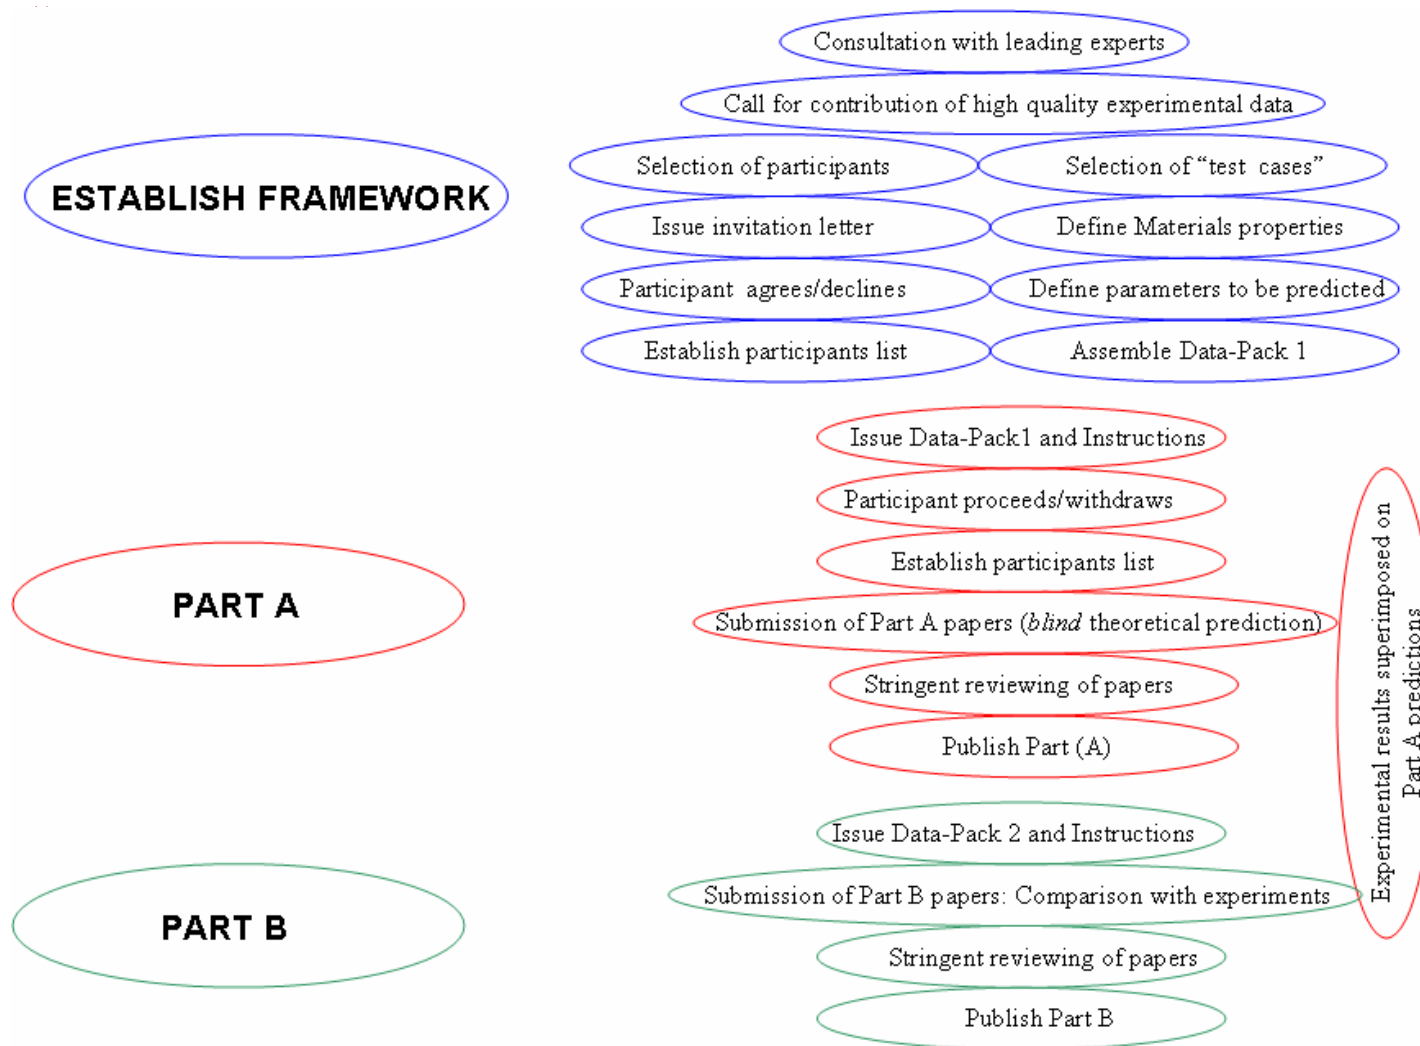 Consultation with leading experts
Call for contribution of high quality experimental data
ESTABLISH FRAMEWORK
Selection of participants
Selection of “test cases”
Issue invitation letter
Define Materials properties
Participant agrees/declines
Define parameters to be predicted
Establish participants list
Assemble Data-Pack 1
PART A
Issue Data-Pack1 and Instructions
Participant proceeds/withdraws
Establish participants list
Submission of Part A papers (blind theoretical prediction)
Stringent reviewing of papers
Publish Part (A)
Experimental results superimposed on
Part A predictions
PART B
Issue Data-Pack 2 and Instructions
Submission of Part B papers: Comparison with experiments
Stringent reviewing of papers
Publish Part B